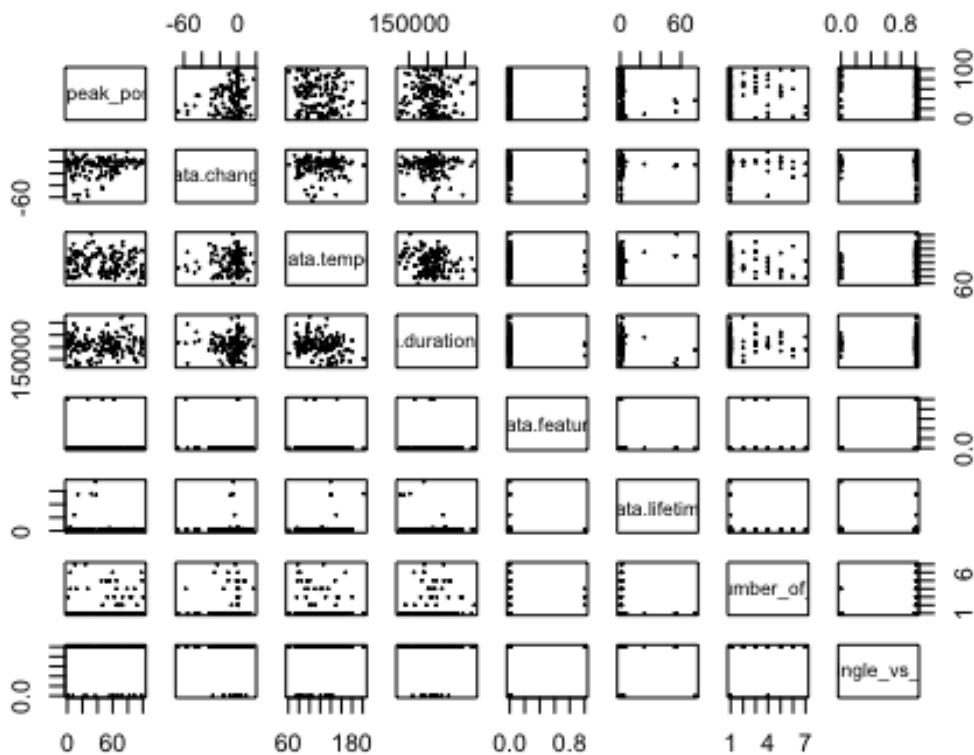 -60 0 150000 0 60 0.0 0.8
peak_por
0 100
-60
ata.chang
ata.temp
60
150000
.duration
ata.featur
0.0
0
ata.lifetim
umber_of_
1 6
0.0
ngle_vs_
0 60 60 180 0.0 0.8 1 4 7